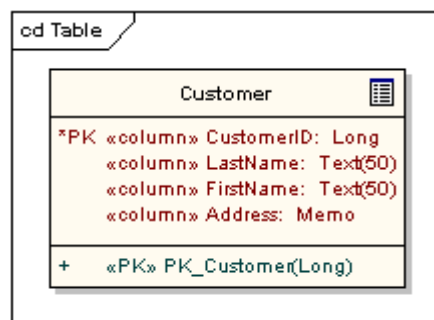 cd Table
Customer
*PK «column» CustomerID: Long
«column» LastName: Text(50)
«column» FirstName: Text(50)
«column» Address: Memo
+ «PK» PK_Customer(Long)